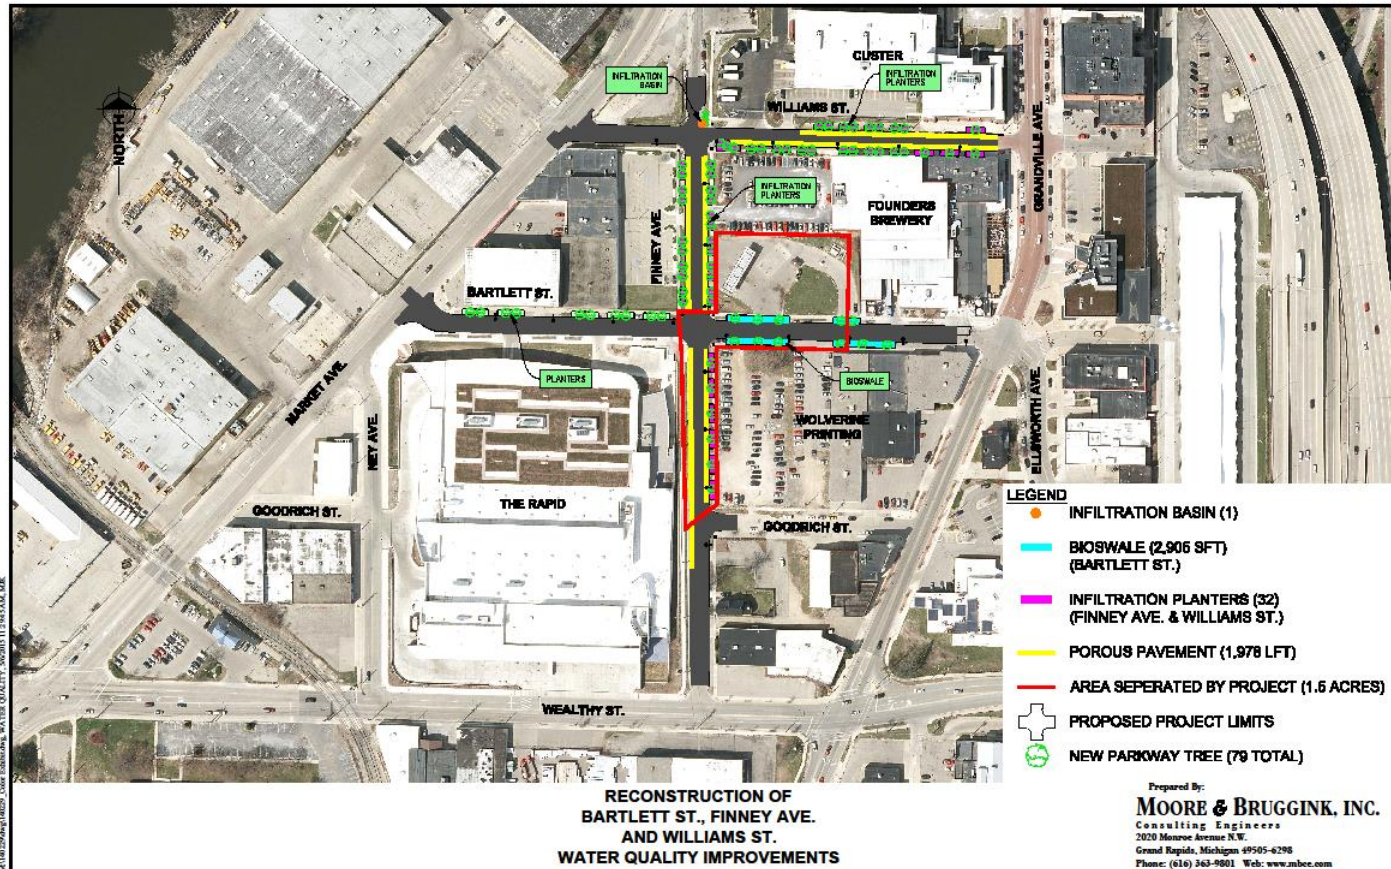 CUSTER
INFILTRATION
BASIN
INFILTRATION
PLANTERS
WILLIAMS ST.
NORTH
GRANDVILLE AVE.
INFILTRATION
PLANTERS
FOUNDERS
BREWERY
FINNEY AVE.
BARTLETT ST.
PLANTERS
BIOSWALE
MARKET AVE.
NEY AVE.
WOLVERINE
PRINTING
ELLSWORTH AVE.
THE RAPID
GOODRICH ST.
GOODRICH ST.
WEALTHY ST.
LEGEND
INFILTRATION BASIN (1)
BIOSWALE (2,905 SFT)
(BARTLETT ST.)
INFILTRATION PLANTERS (32)
(FINNEY AVE. & WILLIAMS ST.)
POROUS PAVEMENT (1,978 LFT)
AREA SEPERATED BY PROJECT (1.5 ACRES)
PROPOSED PROJECT LIMITS
NEW PARKWAY TREE (79 TOTAL)
RECONSTRUCTION OF
BARTLETT ST., FINNEY AVE.
AND WILLIAMS ST.
WATER QUALITY IMPROVEMENTS
Prepared By:
MOORE & BRUGGINK, INC.
Consulting Engineers
2020 Monroe Avenue N.W.
Grand Rapids, Michigan 49505-6298
Phone: (616) 363-9801 Web: www.mbce.com